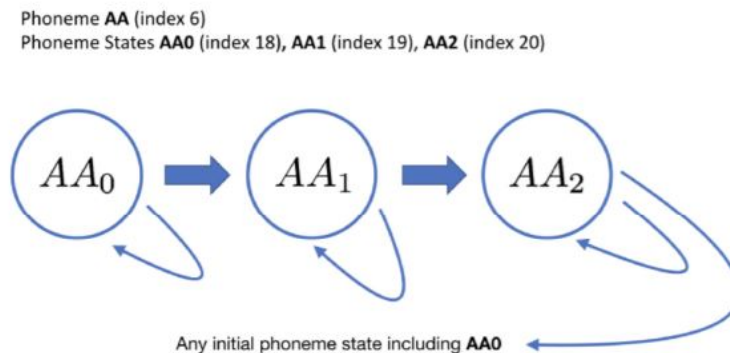 Phoneme AA (index 6)
Phoneme States AA0 (index 18), AA1 (index 19), AA2 (index 20)
AA₀ AA₁ AA₂
Any initial phoneme state including AA0